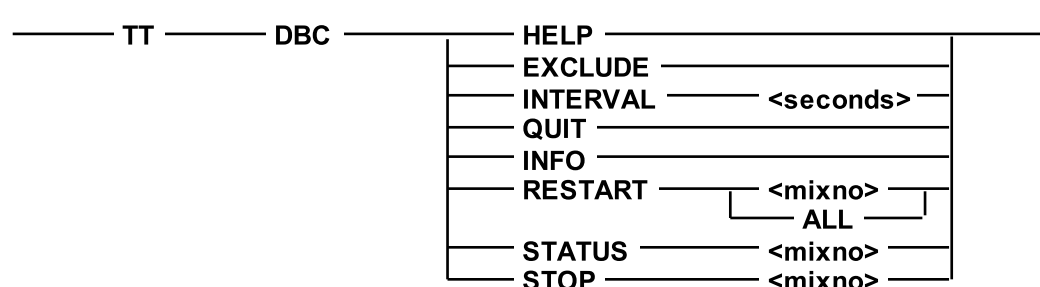 TT DBC HELP
EXCLUDE
INTERVAL <seconds>
QUIT
INFO
RESTART <mixno>
ALL
STATUS <mixno>
STOP <mixno>